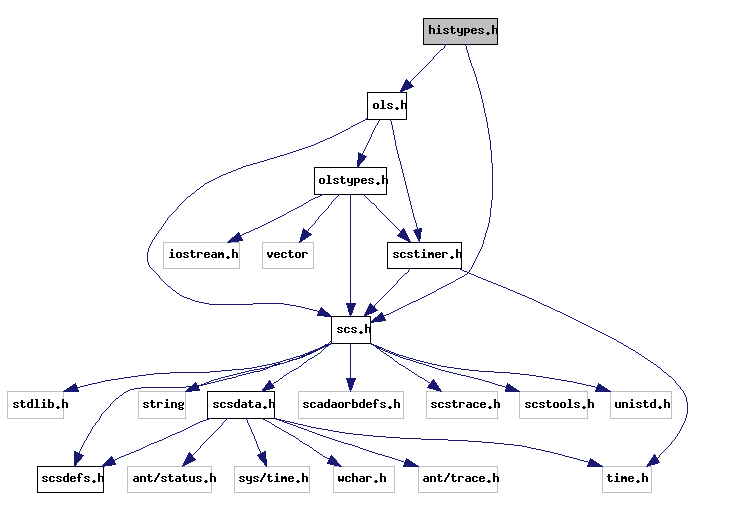 histypes.h
ols.h
olstypes.h
iostream.h
vector
scstimer.h
scs.h
stdlib.h
string
scsdata.h
scadaorbdefs.h
scstrace.h
scstools.h
unistd.h
scsdefs.h
ant/status.h
sys/time.h
wchar.h
ant/trace.h
time.h